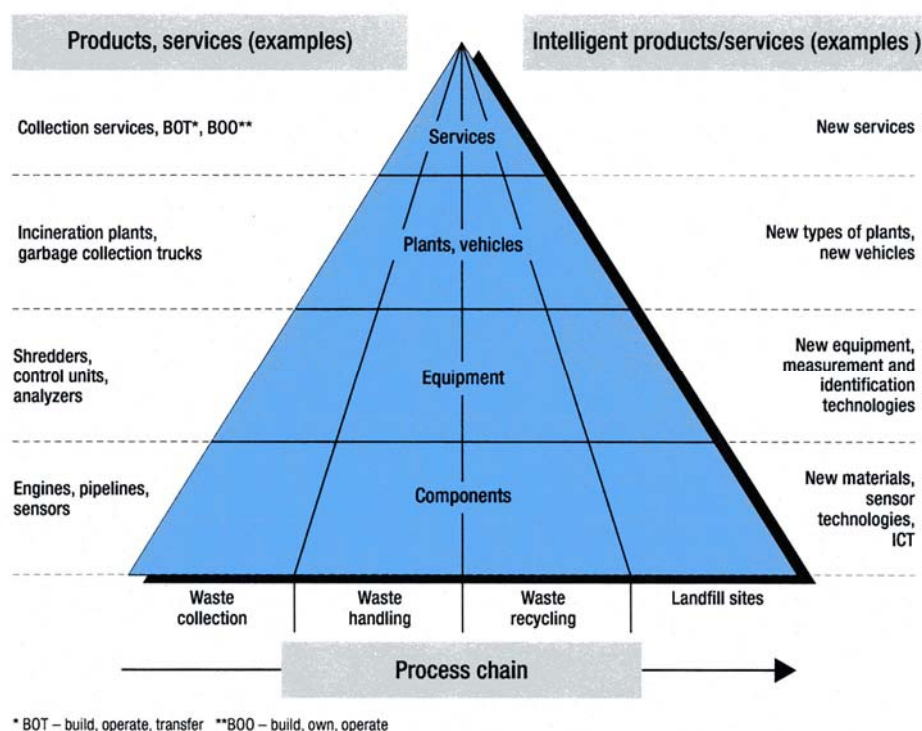 Products, services (examples)
Intelligent products/services (examples )
Collection services, BOT*, BOO**
Services
New services
Incineration plants,
garbage collection trucks
Plants, vehicles
New types of plants,
new vehicles
Shredders,
control units,
analyzers
Equipment
New equipment,
measurement and
identification
technologies
Engines, pipelines,
sensors
Components
New materials,
sensor
technologies,
ICT
Waste
collection
Waste
handling
Waste
recycling
Landfill sites
Process chain
* BOT – build, operate, transfer **BOO – build, own, operate